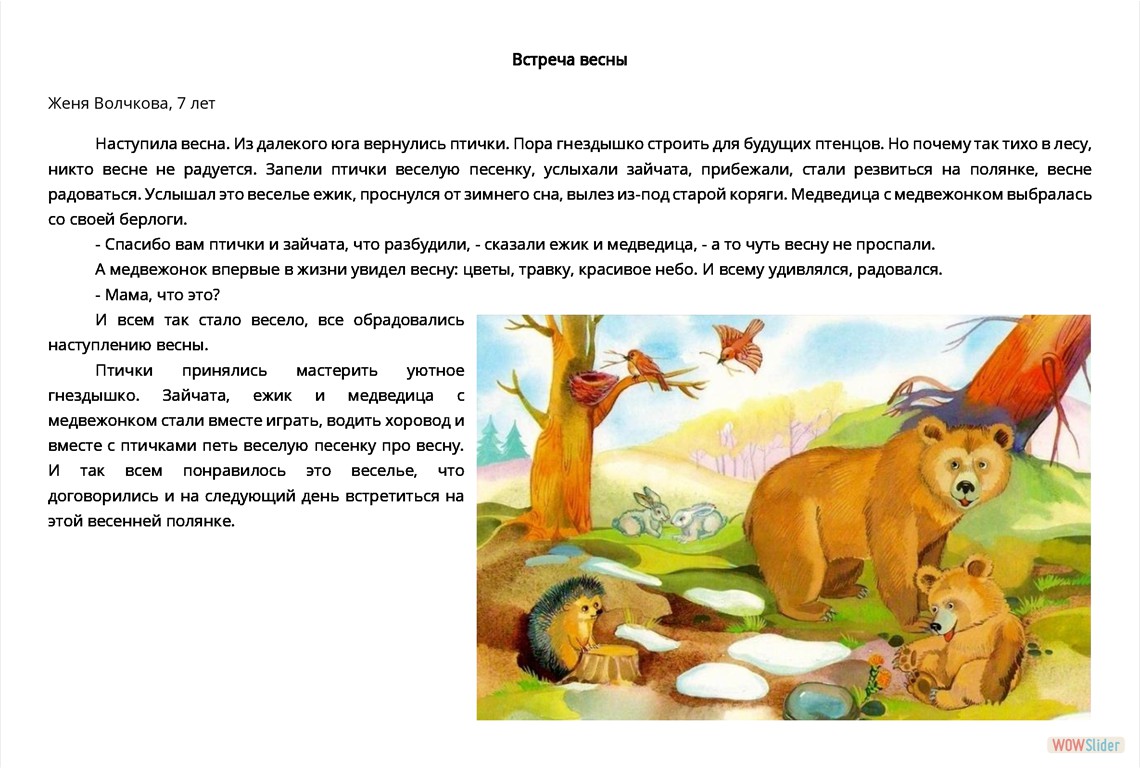 Встреча весны
Женя Волчкова, 7 лет
Наступила весна. Из далекого юга вернулись птички. Пора гнездышко строить для будущих птенцов. Но почему так тихо в лесу,
никто весне не радуется. Запели птички веселую песенку, услыхали зайчата, прибежали, стали резвиться на полянке, весне
радоваться. Услышал это веселье ежик, проснулся от зимнего сна, вылез из-под старой коряги. Медведица с медвежонком выбралась
со своей берлоги.
- Спасибо вам птички и зайчата, что разбудили, - сказали ежик и медведица, - а то чуть весну не проспали.
А медвежонок впервые в жизни увидел весну: цветы, травку, красивое небо. И всему удивлялся, радовался.
- Мама, что это?
И всем так стало весело, все обрадовались
наступлению весны.
Птички принялись мастерить уютное
гнездышко. Зайчата, ежик и медведица с
медвежонком стали вместе играть, водить хоровод и
вместе с птичками петь веселую песенку про весну.
И так всем понравилось это веселье, что
договорились и на следующий день встретиться на
этой весенней полянке.
WOWSlider